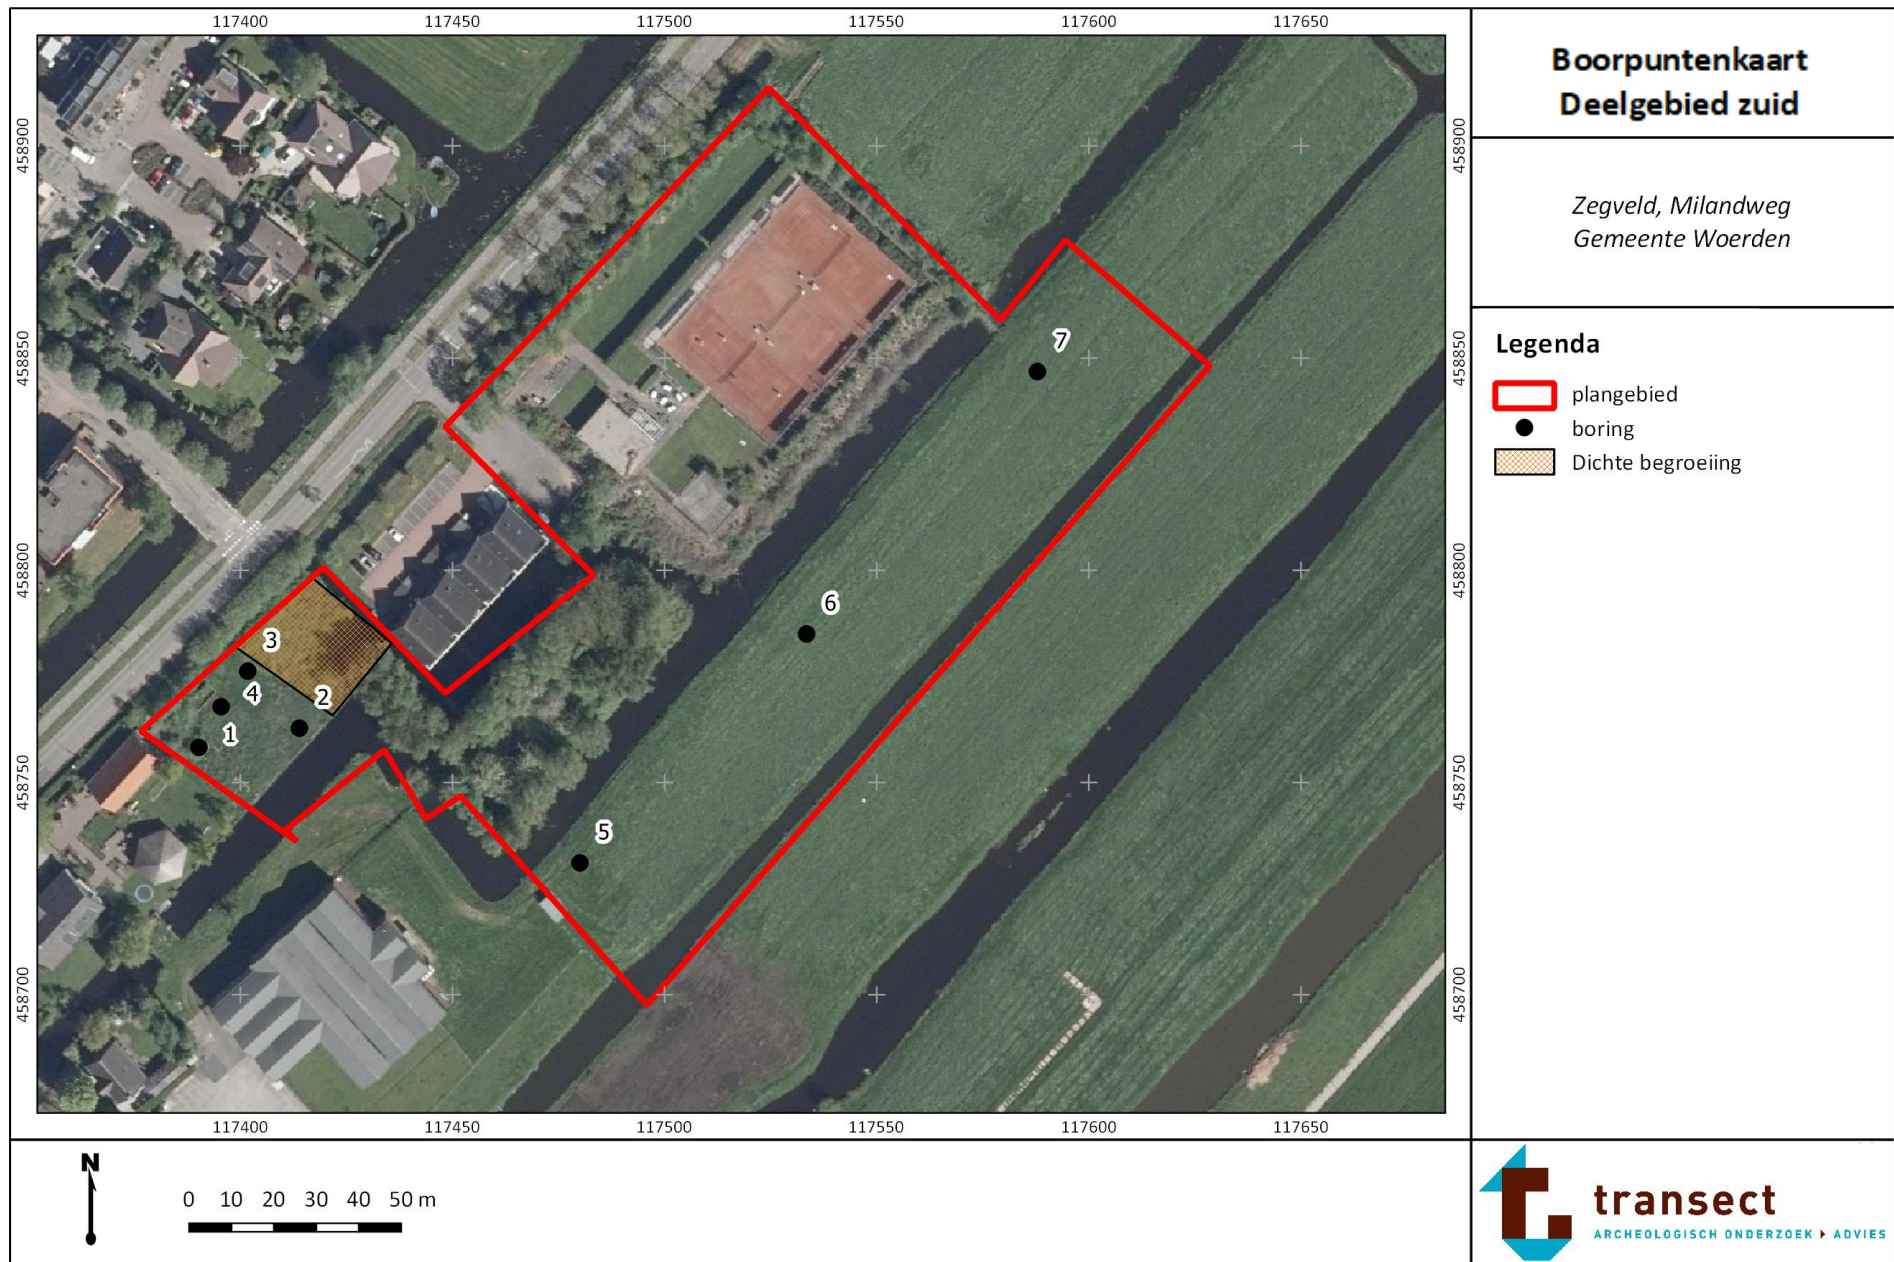 117400 117450 117500 117550 117600 117650
458900
458850
458800
458750
458700
458900
458850
458800
458750
458700
7
6
3
4
2
1
5
117400 117450 117500 117550 117600 117650
N
0 10 20 30 40 50 m
Boorpuntenkaart
Deelgebied zuid
Zegveld, Milandweg
Gemeente Woerden
Legenda
plangebied
boring
Dichte begroeiing
transect
ARCHEOLOGISCH ONDERZOEK ▸ ADVIES